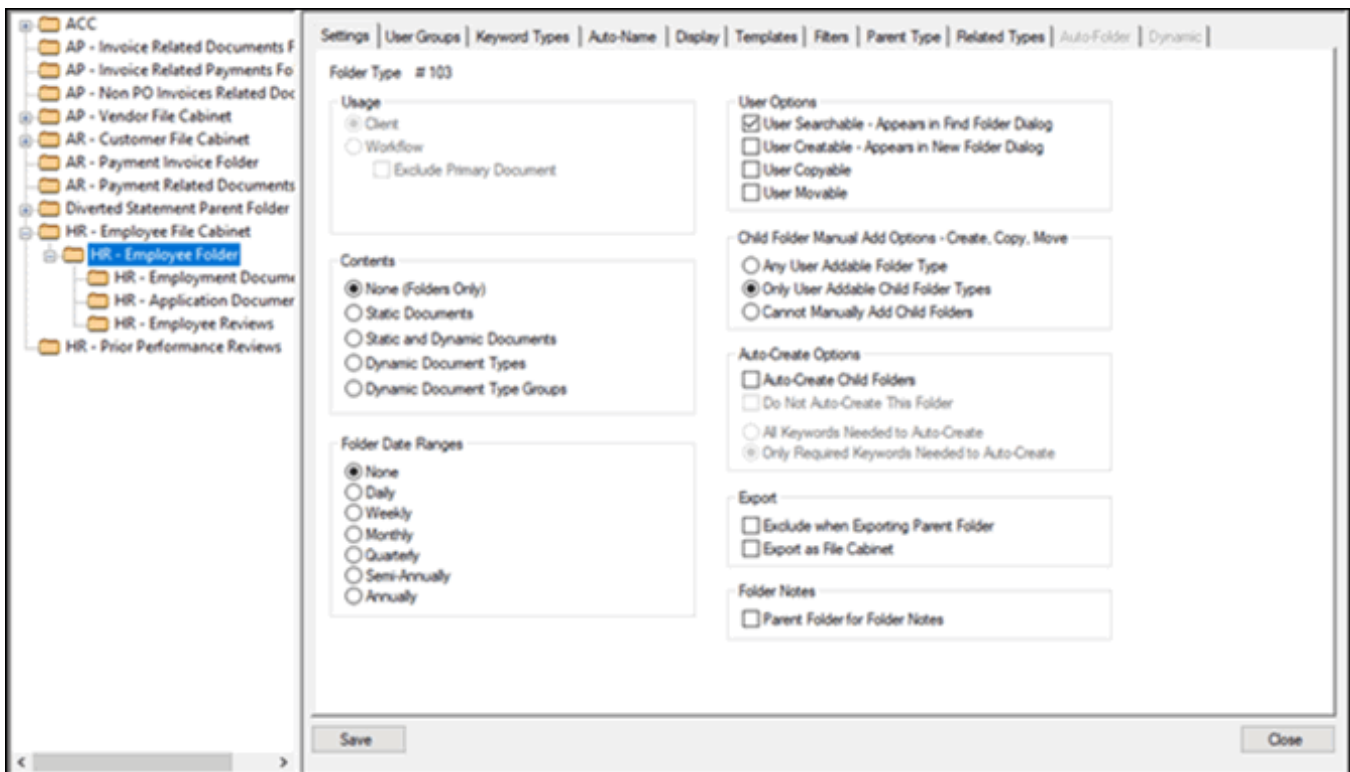 ACC
AP - Invoice Related Documents F
AP - Invoice Related Payments Fo
AP - Non PO Invoices Related Doc
AP - Vendor File Cabinet
AR - Customer File Cabinet
AR - Payment Invoice Folder
AR - Payment Related Documents
Diverted Statement Parent Folder
HR - Employee File Cabinet
HR - Employee Folder
HR - Employment Docume
HR - Application Documer
HR - Employee Reviews
HR - Prior Performance Reviews
Settings User Groups Keyword Types Auto-Name Display Templates Filters Parent Type Related Types Auto-Folder Dynamic
Folder Type # 103
Usage
Client
Workflow
Exclude Primary Document
Contents
None (Folders Only)
Static Documents
Static and Dynamic Documents
Dynamic Document Types
Dynamic Document Type Groups
Folder Date Ranges
None
Daily
Weekly
Monthly
Quarterly
Semi-Annually
Annually
User Options
User Searchable - Appears in Find Folder Dialog
User Creatable - Appears in New Folder Dialog
User Copyable
User Movable
Child Folder Manual Add Options - Create, Copy, Move
Any User Addable Folder Type
Only User Addable Child Folder Types
Cannot Manually Add Child Folders
Auto-Create Options
Auto-Create Child Folders
Do Not Auto-Create This Folder
All Keywords Needed to Auto-Create
Only Required Keywords Needed to Auto-Create
Export
Exclude when Exporting Parent Folder
Export as File Cabinet
Folder Notes
Parent Folder for Folder Notes
Save
Close